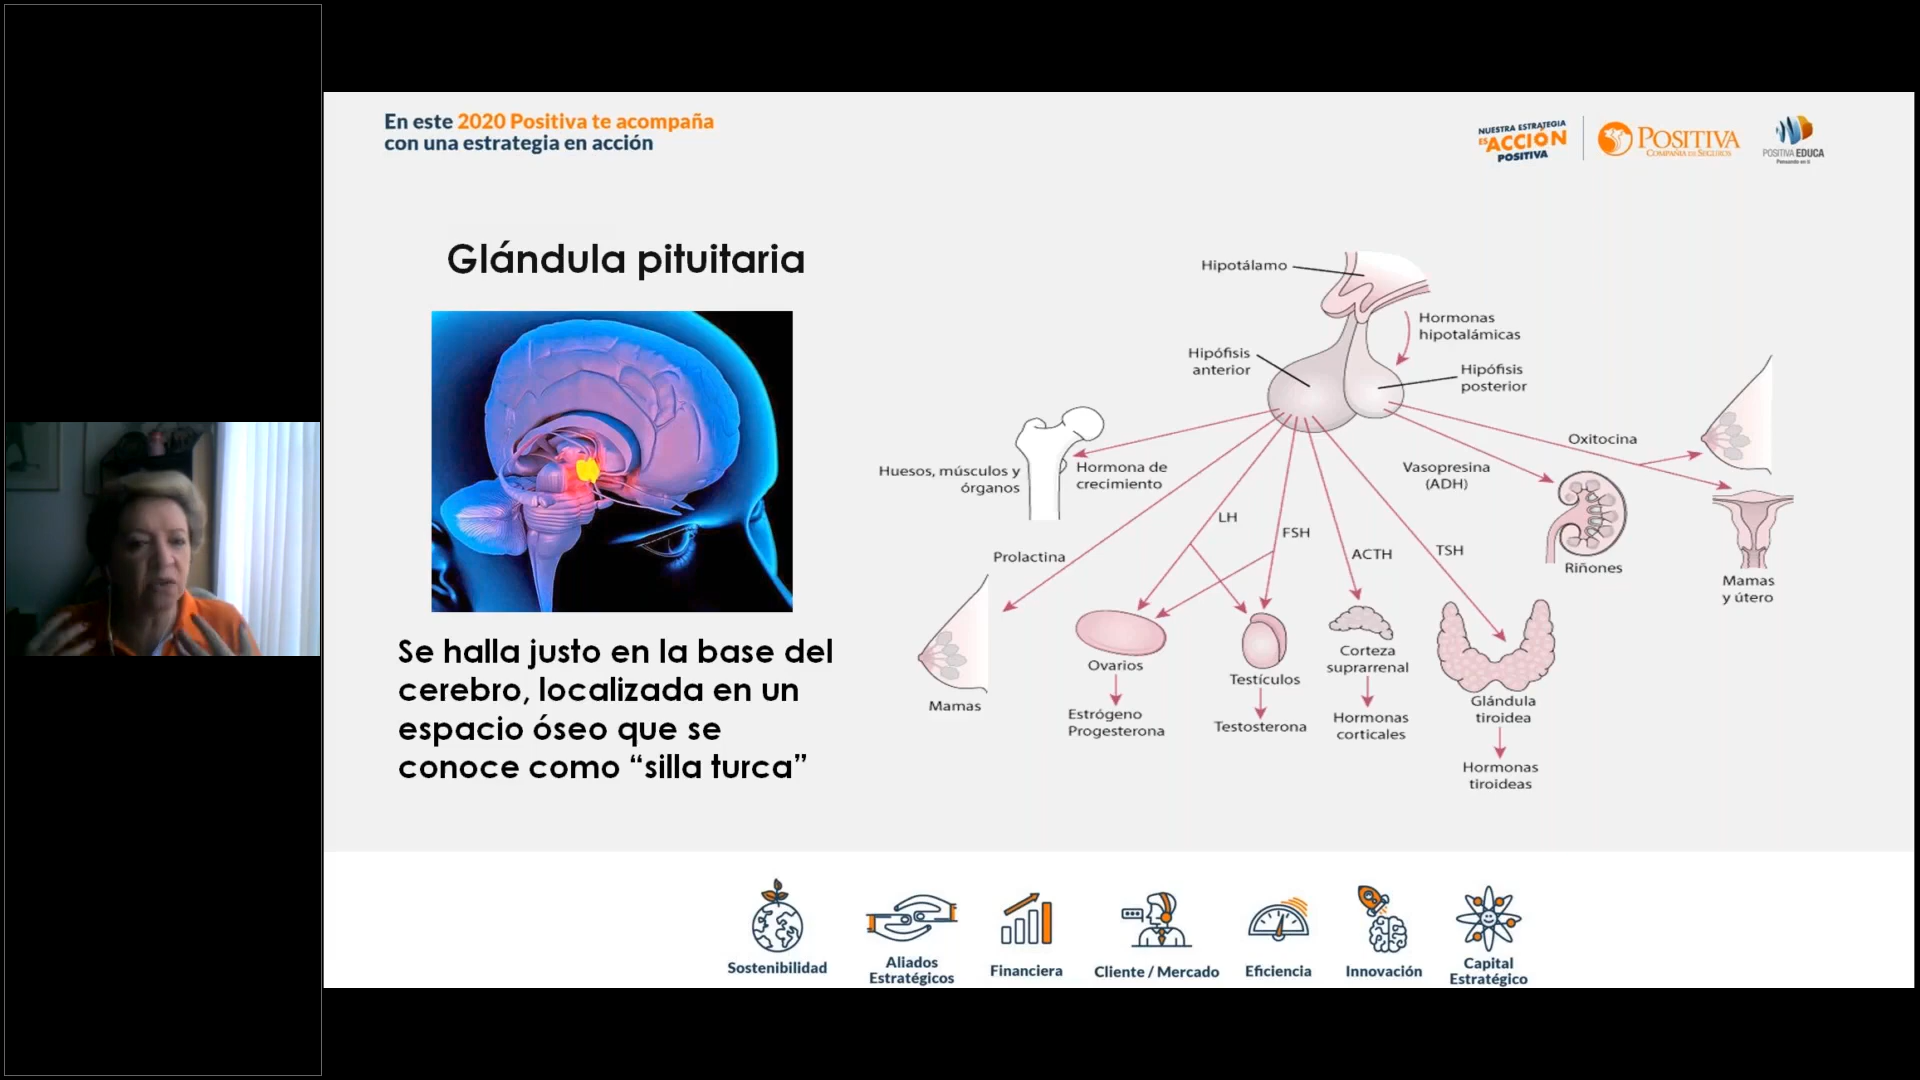 En este 2020 Positiva te acompaña
con una estrategia en acción
NUESTRA ESTRATEGIA
ES ACCIÓN
POSITIVA
POSITIVA
COMPAÑÍA DE SEGUROS
POSITIVA EDUCA
Pensando en ti
Glándula pituitaria
Se halla justo en la base del
cerebro, localizada en un
espacio óseo que se
conoce como “silla turca”
Hipotálamo
Hormonas
hipotalámicas
Hipófisis
anterior
Hipófisis
posterior
Huesos, músculos y
órganos
Hormona de
crecimiento
Oxitocina
Vasopresina
(ADH)
LH
FSH
ACTH
TSH
Prolactina
Riñones
Mamas
y útero
Mamas
Ovarios
Estrógeno
Progesterona
Testículos
Testosterona
Corteza
suprarrenal
Hormonas
corticales
Glándula
tiroidea
Hormonas
tiroideas
Sostenibilidad
Aliados
Estratégicos
Financiera
Cliente / Mercado
Eficiencia
Innovación
Capital
Estratégico